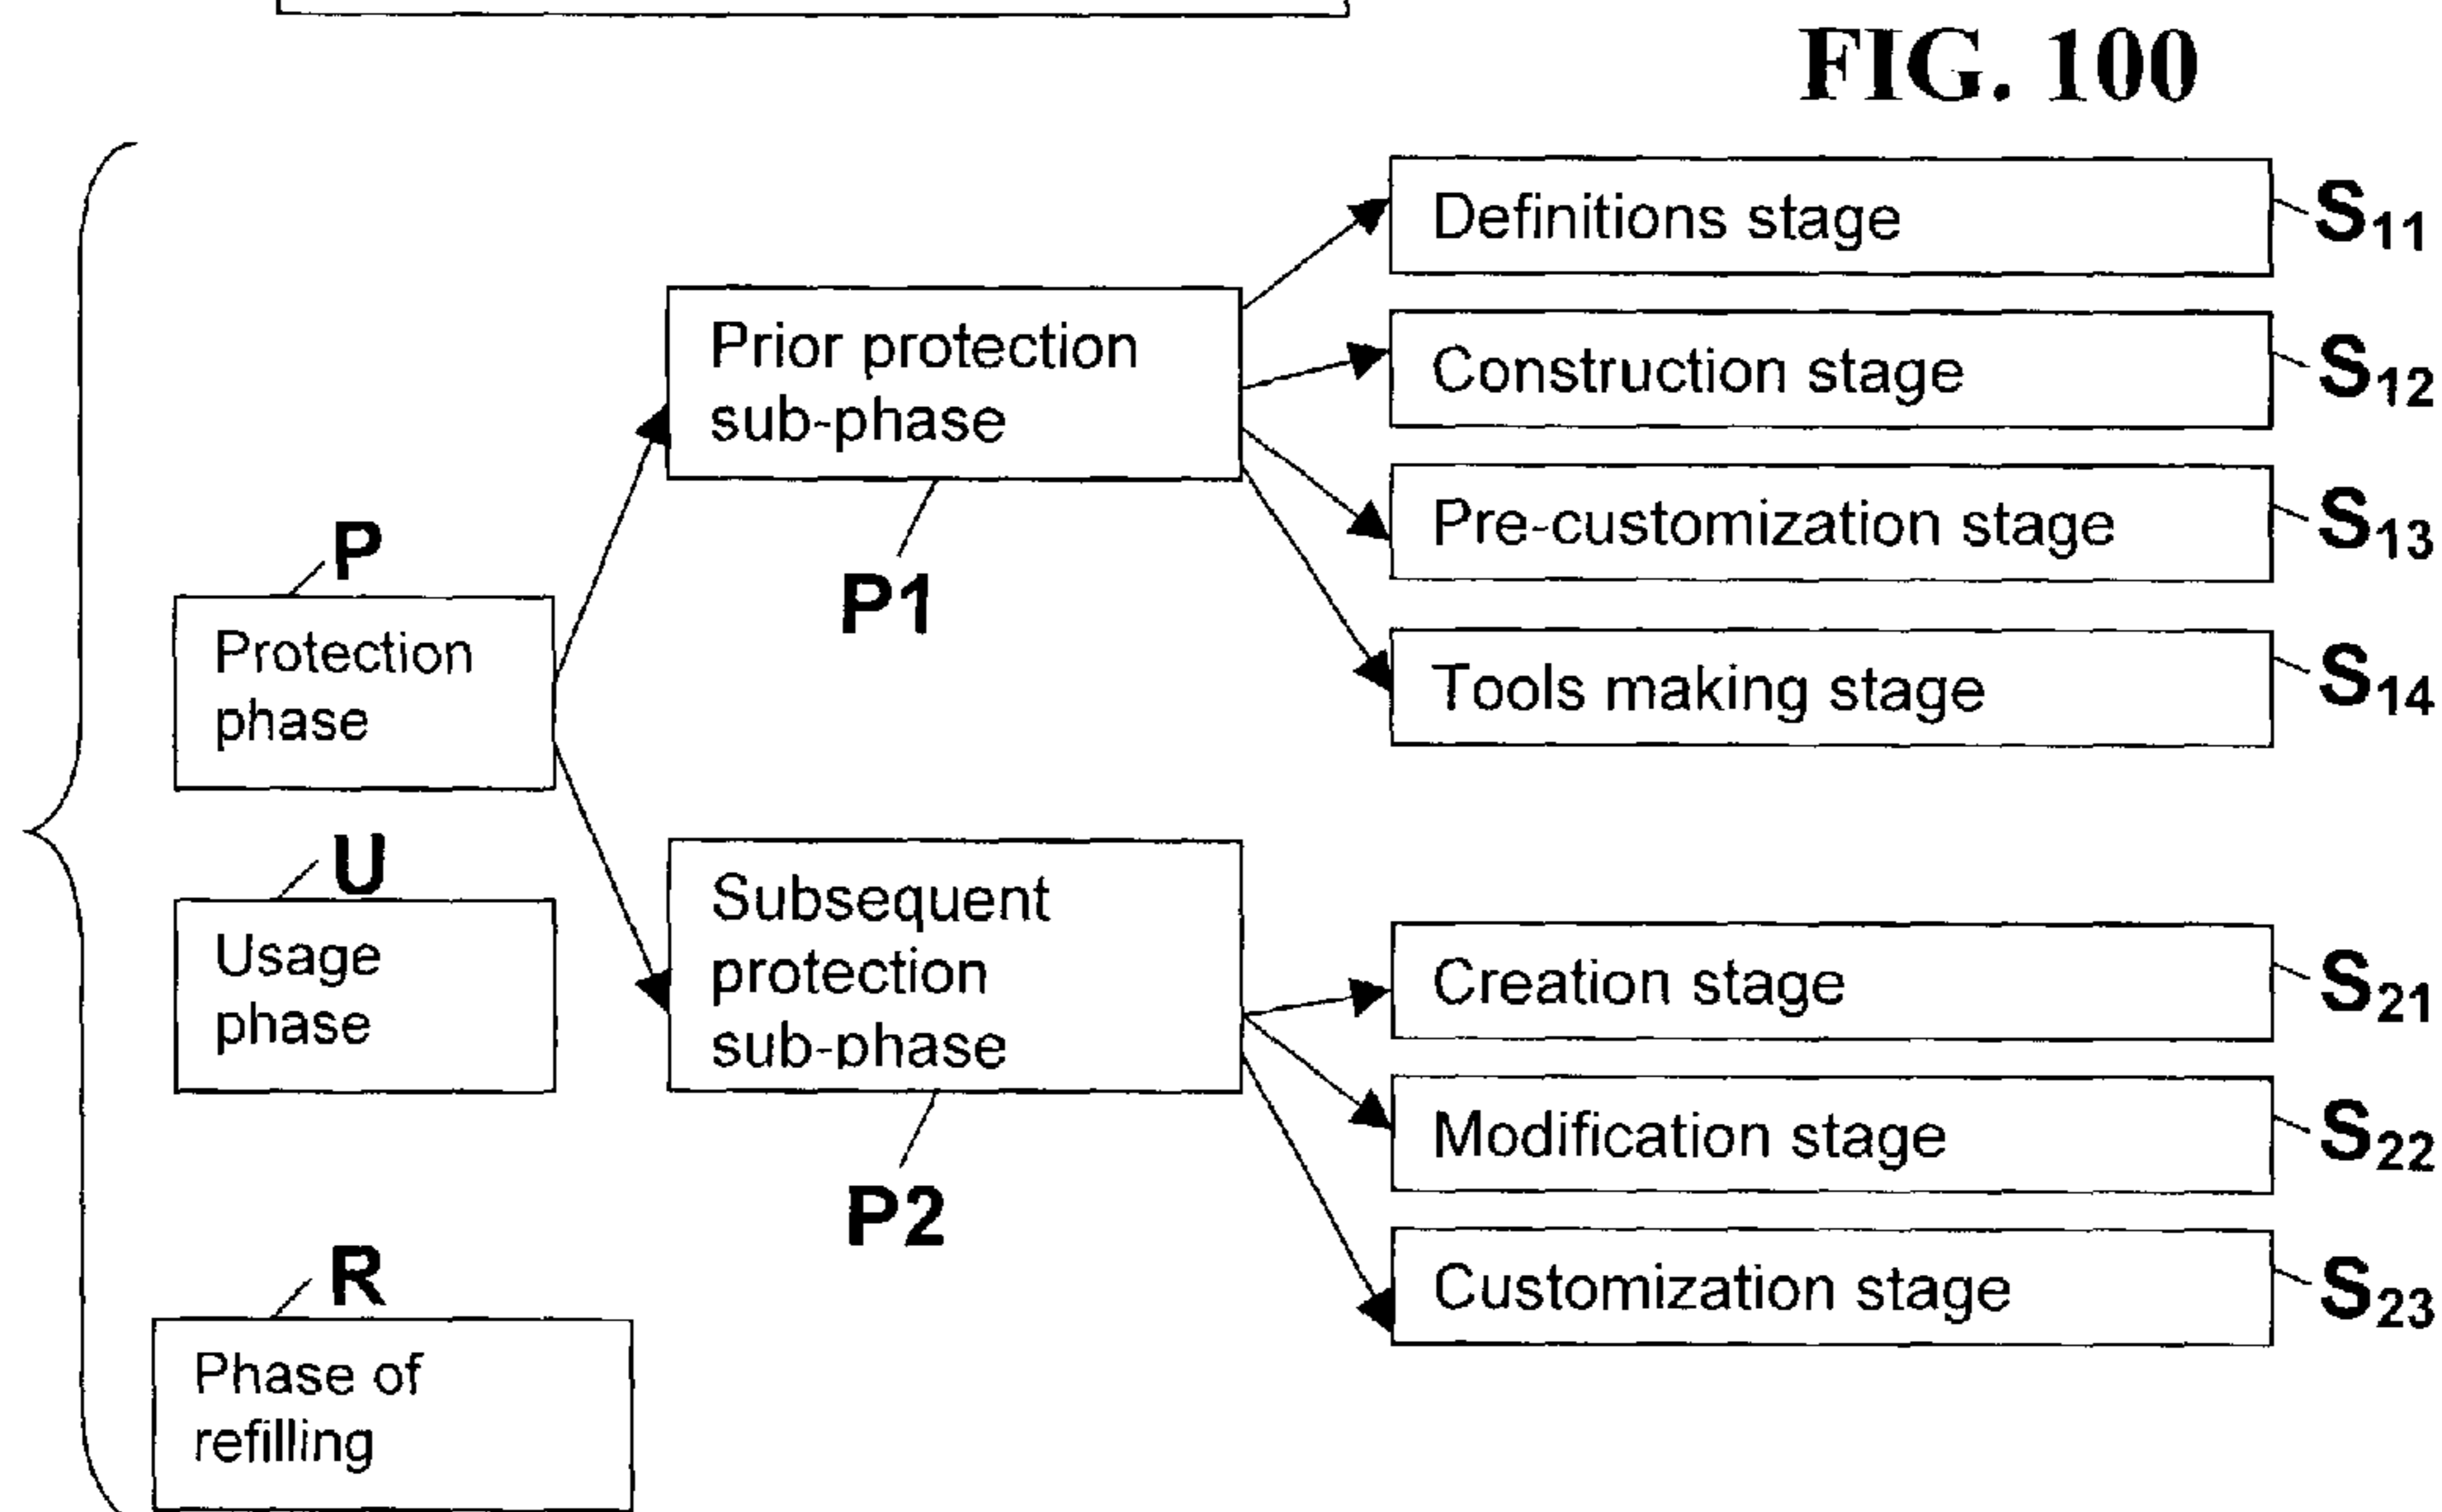 FIG. 100
P
Protection
phase
U
Usage
phase
R
Phase of
refilling
Prior protection
sub-phase
P1
Subsequent
protection
sub-phase
P2
Definitions stage
S11
Construction stage
S12
Pre-customization stage
S13
Tools making stage
S14
Creation stage
S21
Modification stage
S22
Customization stage
S23